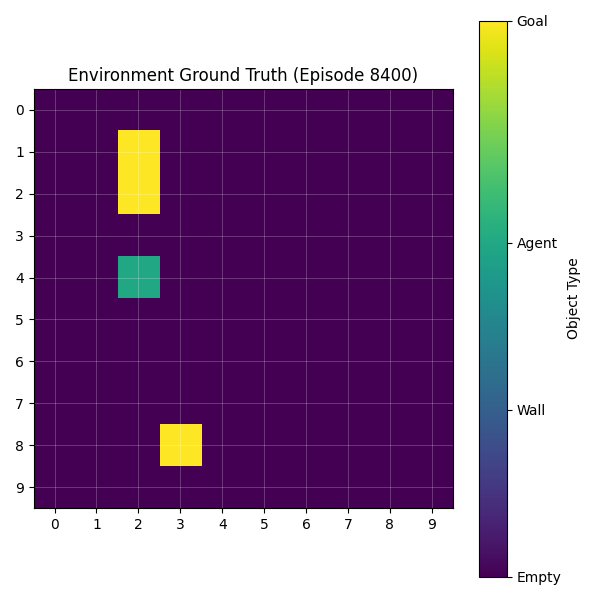 Environment Ground Truth (Episode 8400)
0
1
2
3
4
5
6
7
8
9
0 1 2 3 4 5 6 7 8 9
Goal
Agent
Wall
Empty
Object Type